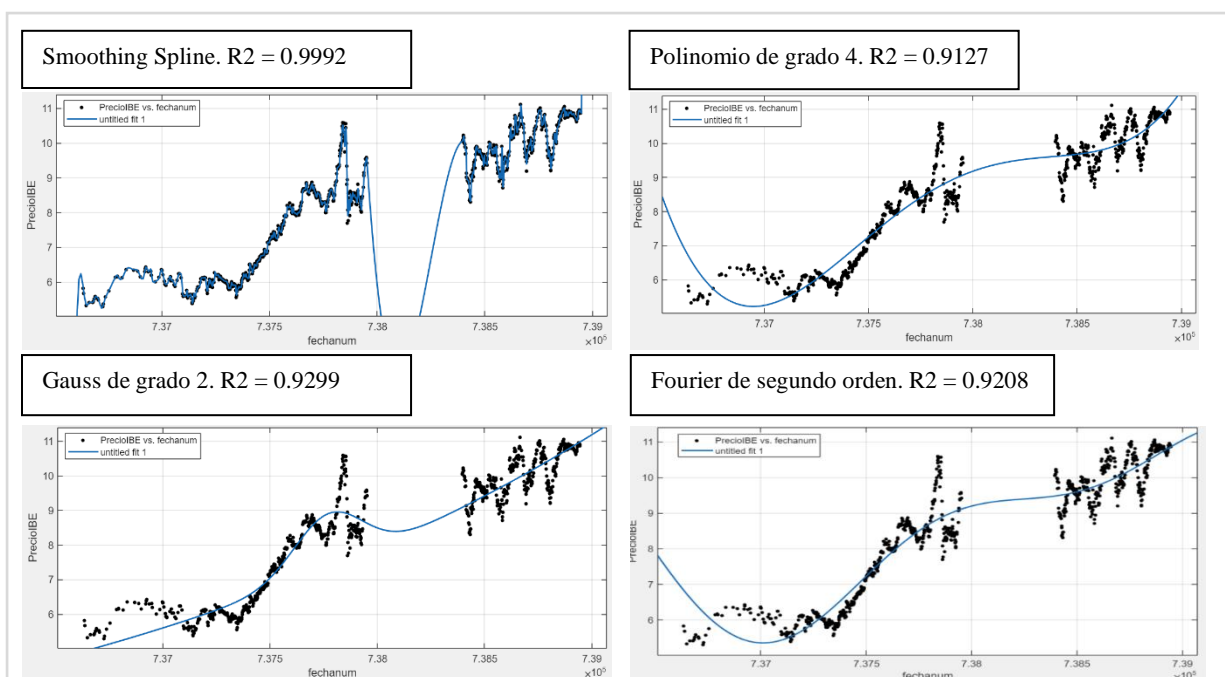 Smoothing Spline. R2 = 0.9992
PrecioIBE vs. fechanum
untitled fit 1
11
10
9
8
7
6
PrecioIBE
7.37
7.375
7.38
7.385
7.39
fechanum
×10⁵
Polinomio de grado 4. R2 = 0.9127
PrecioIBE vs. fechanum
untitled fit 1
11
10
9
8
7
6
PrecioIBE
7.37
7.375
7.38
7.385
7.39
fechanum
×10⁵
Gauss de grado 2. R2 = 0.9299
PrecioIBE vs. fechanum
untitled fit 1
11
10
9
8
7
6
PrecioIBE
7.37
7.375
7.38
7.385
7.39
fechanum
×10⁵
Fourier de segundo orden. R2 = 0.9208
PrecioIBE vs. fechanum
untitled fit 1
11
10
9
8
7
6
PrecioIBE
7.37
7.375
7.38
7.385
7.39
fechanum
×10⁵